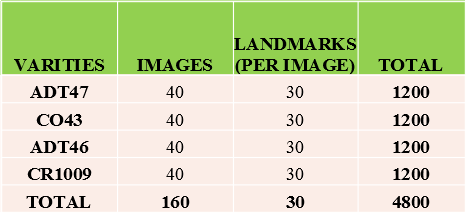 VARITIES IMAGES LANDMARKS (PER IMAGE) TOTAL
ADT47 40 30 1200
CO43 40 30 1200
ADT46 40 30 1200
CR1009 40 30 1200
TOTAL 160 30 4800